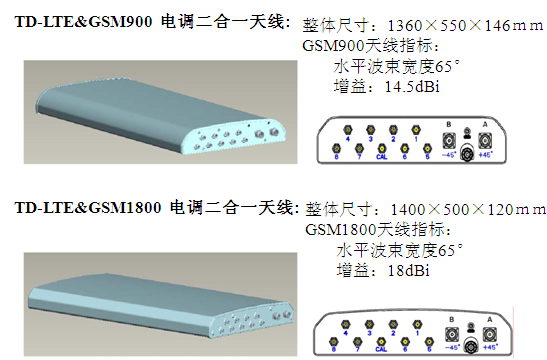 TD-LTE&GSM900 电调二合一天线: 整体尺寸：1360×550×146mm
GSM900天线指标：
水平波束宽度65°
增益：14.5dBi
B A
4 3 2 1
8 7 CAL 6 5 -45° +45°
TD-LTE&GSM1800 电调二合一天线: 整体尺寸：1400×500×120mm
GSM1800天线指标：
水平波束宽度65°
增益：18dBi
B A
4 3 2 1
8 7 CAL 6 5 -45° +45°